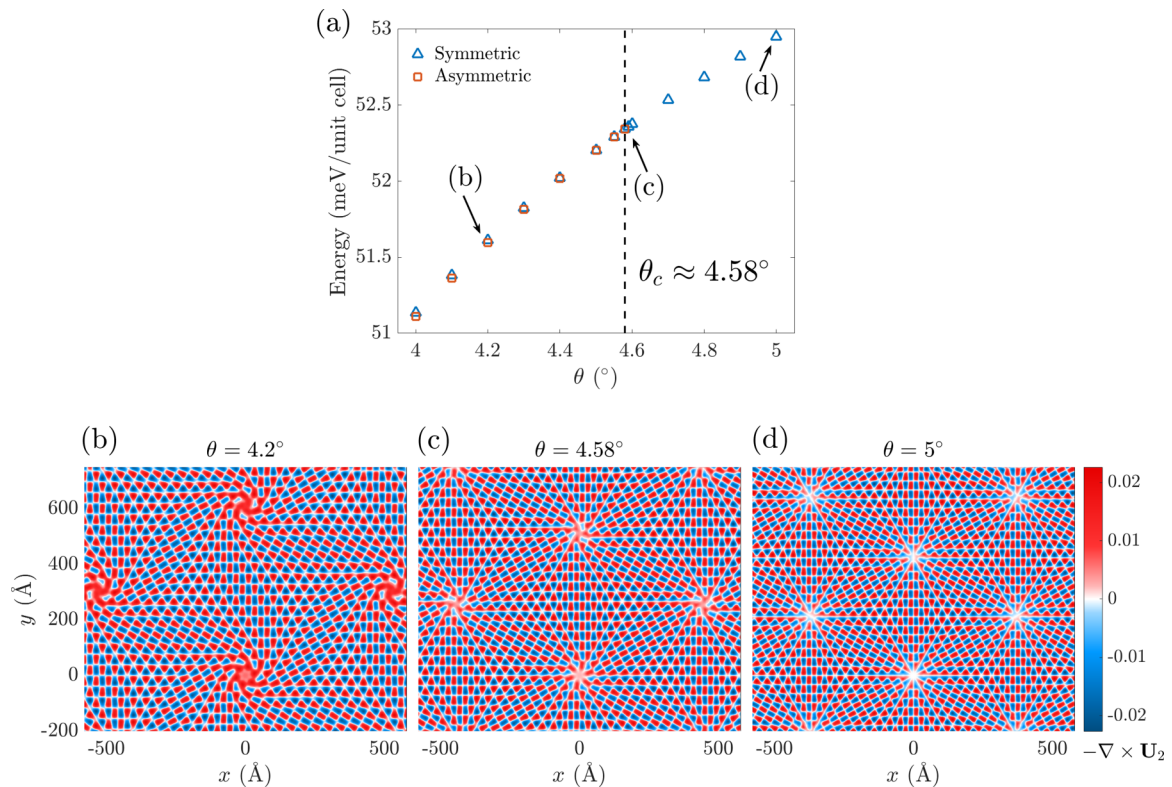 (a)
53
52.5
52
51.5
51
Energy (meV/unit cell)
Symmetric
Asymmetric
(b)
(c)
(d)
θc ≈ 4.58°
4 4.2 4.4 4.6 4.8 5
θ (°)
(b) θ = 4.2°
(c) θ = 4.58°
(d) θ = 5°
600
400
200
0
-200
y (Å)
-500 0 500
x (Å)
-500 0 500
x (Å)
-500 0 500
x (Å)
0.02
0.01
0
-0.01
-0.02
−∇ × U₂